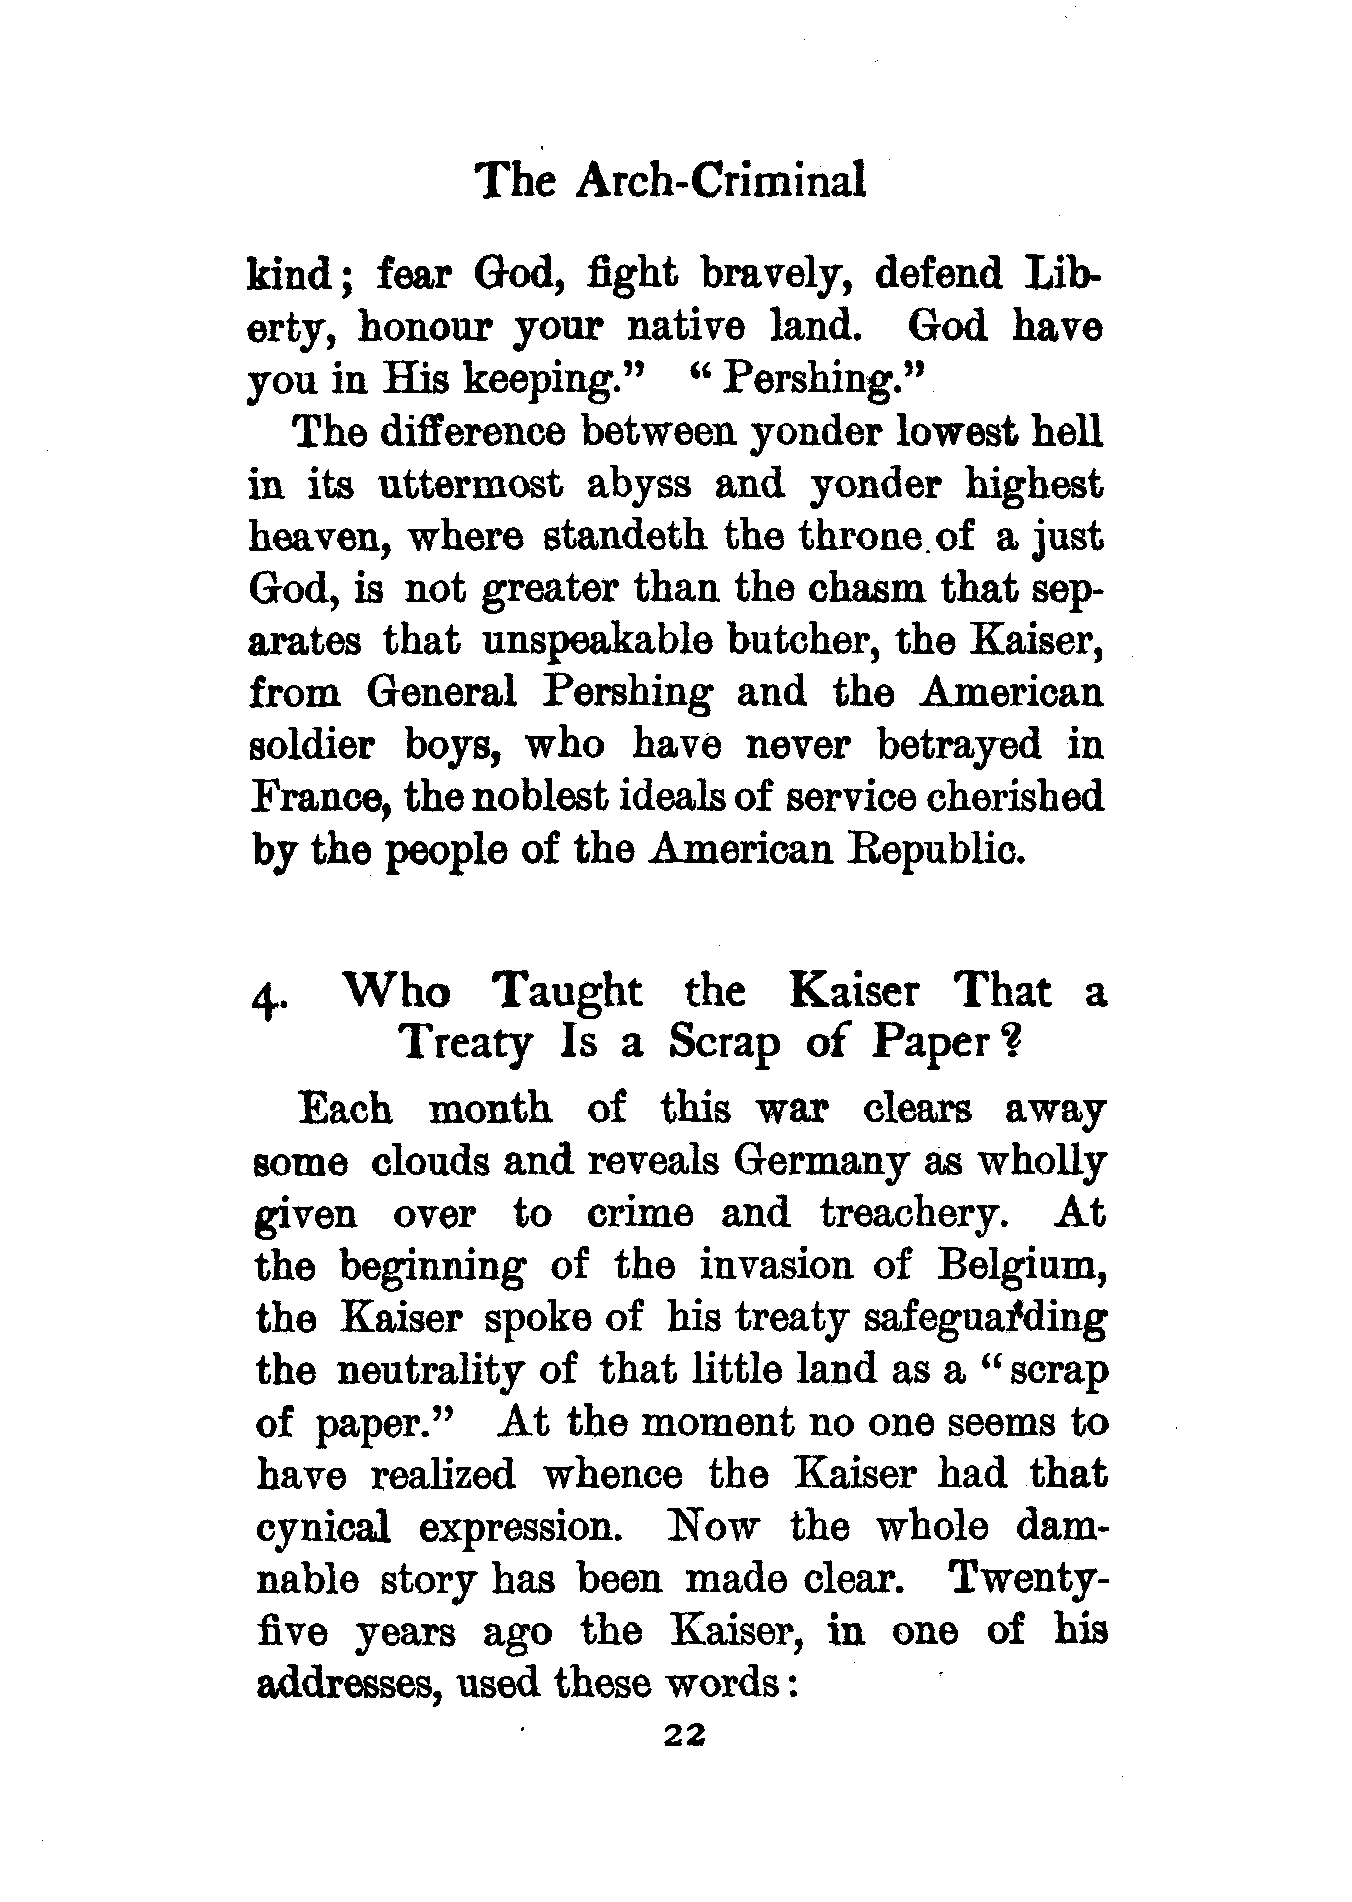 The Arch-Criminal
kind; fear God, fight bravely, defend Lib-
erty, honour your native land. God have
you in His keeping." "Pershing."
The difference between yonder lowest hell
in its uttermost abyss and yonder highest
heaven, where standeth the throne of a just
God, is not greater than the chasm that sep-
arates that unspeakable butcher, the Kaiser,
from General Pershing and the American
soldier boys, who have never betrayed in
France, the noblest ideals of service cherished
by the people of the American Republic.
4. Who Taught the Kaiser That a
Treaty Is a Scrap of Paper?
Each month of this war clears away
some clouds and reveals Germany as wholly
given over to crime and treachery. At
the beginning of the invasion of Belgium,
the Kaiser spoke of his treaty safeguarding
the neutrality of that little land as a "scrap
of paper." At the moment no one seems to
have realized whence the Kaiser had that
cynical expression. Now the whole dam-
nable story has been made clear. Twenty-
five years ago the Kaiser, in one of his
addresses, used these words:
22